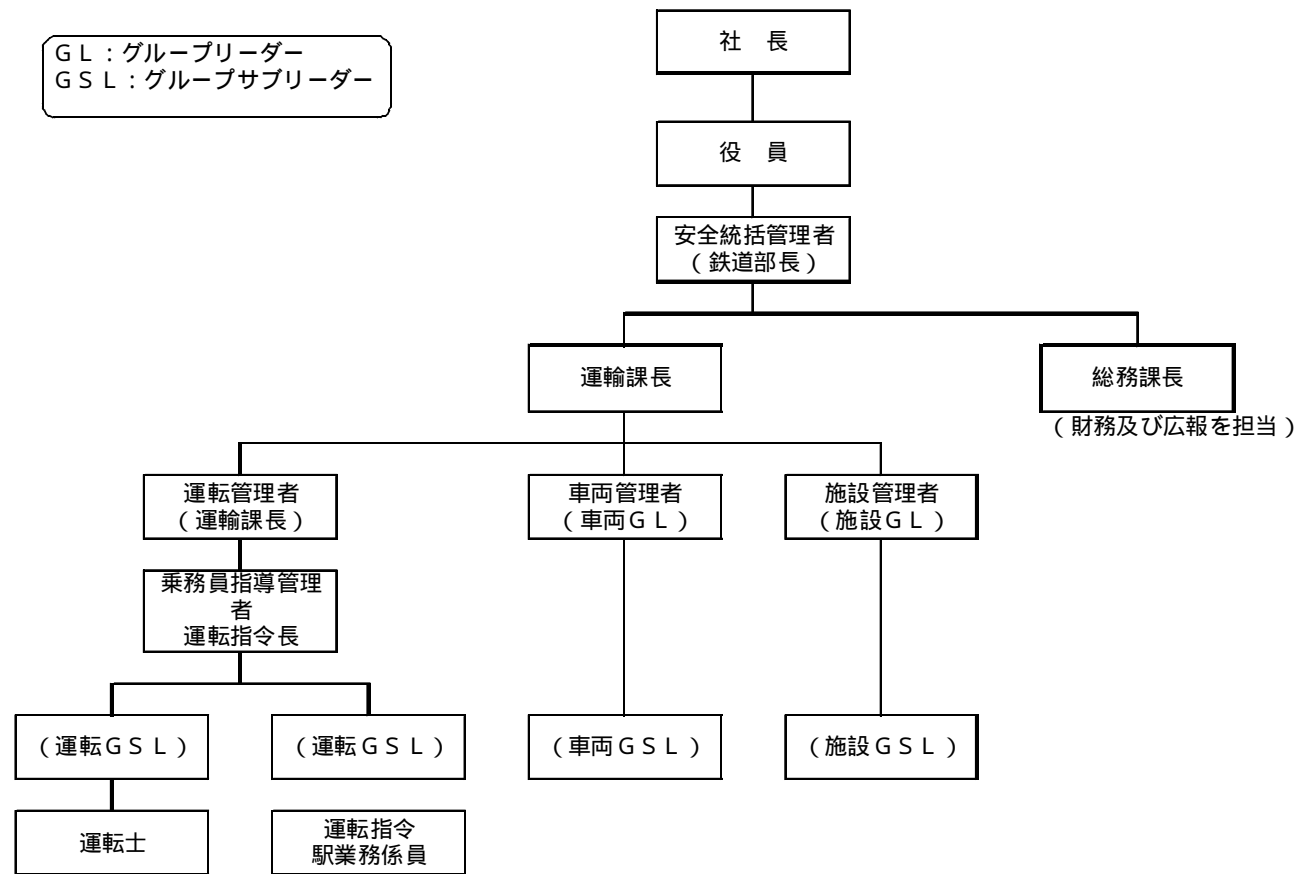 GL:グループリーダー
GSL:グループサブリーダー
社 長
役 員
安全統括管理者
(鉄道部長)
運輸課長
総務課長
(財務及び広報を担当)
運転管理者
(運輸課長)
車両管理者
(車両GL)
施設管理者
(施設GL)
乗務員指導管理
者
運転指令長
(運転GSL)
(運転GSL)
(車両GSL)
(施設GSL)
運転士
運転指令
駅業務係員